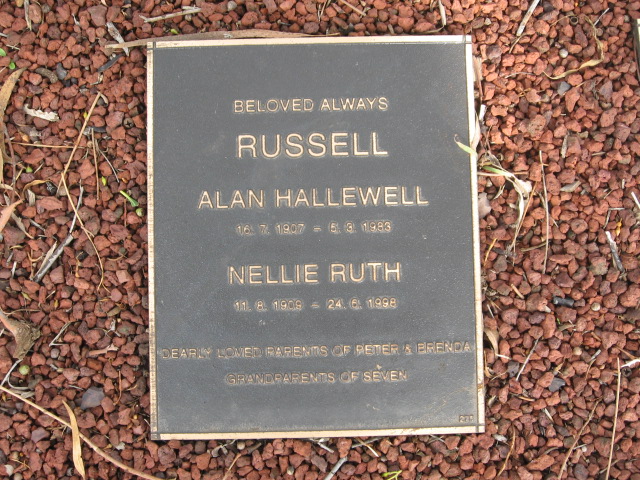 BELOVED ALWAYS
RUSSELL
ALAN HALLEWELL
16. 7. 1907 – 5. 3. 1983
NELLIE RUTH
11. 8. 1909 – 24. 6. 1998
DEARLY LOVED PARENTS OF PETER & BRENDA
GRANDPARENTS OF SEVEN